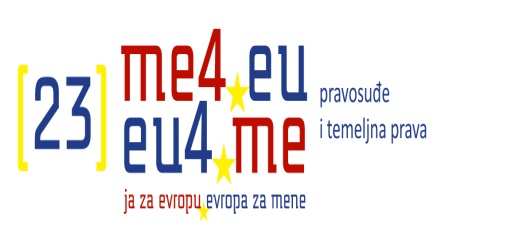 [23]
me4.eu
eu4.me
ja za evropu evropa za mene
pravosuđe
i temeljna prava